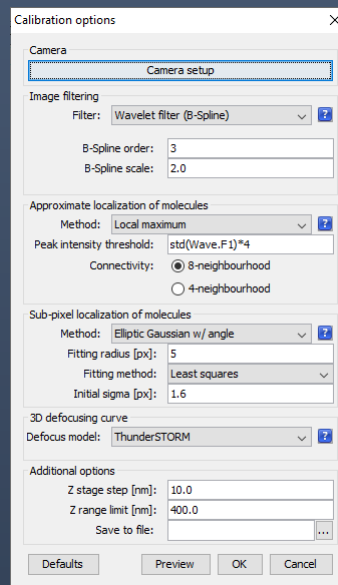 Calibration options
Camera
Camera setup
Image filtering
Filter: Wavelet filter (B-Spline) ?
B-Spline order: 3
B-Spline scale: 2.0
Approximate localization of molecules
Method: Local maximum ?
Peak intensity threshold: std(Wave.F1)*4
Connectivity: 8-neighbourhood
4-neighbourhood
Sub-pixel localization of molecules
Method: Elliptic Gaussian w/ angle ?
Fitting radius [px]: 5
Fitting method: Least squares
Initial sigma [px]: 1.6
3D defocusing curve
Defocus model: ThunderSTORM ?
Additional options
Z stage step [nm]: 10.0
Z range limit [nm]: 400.0
Save to file: ...
Defaults Preview OK Cancel